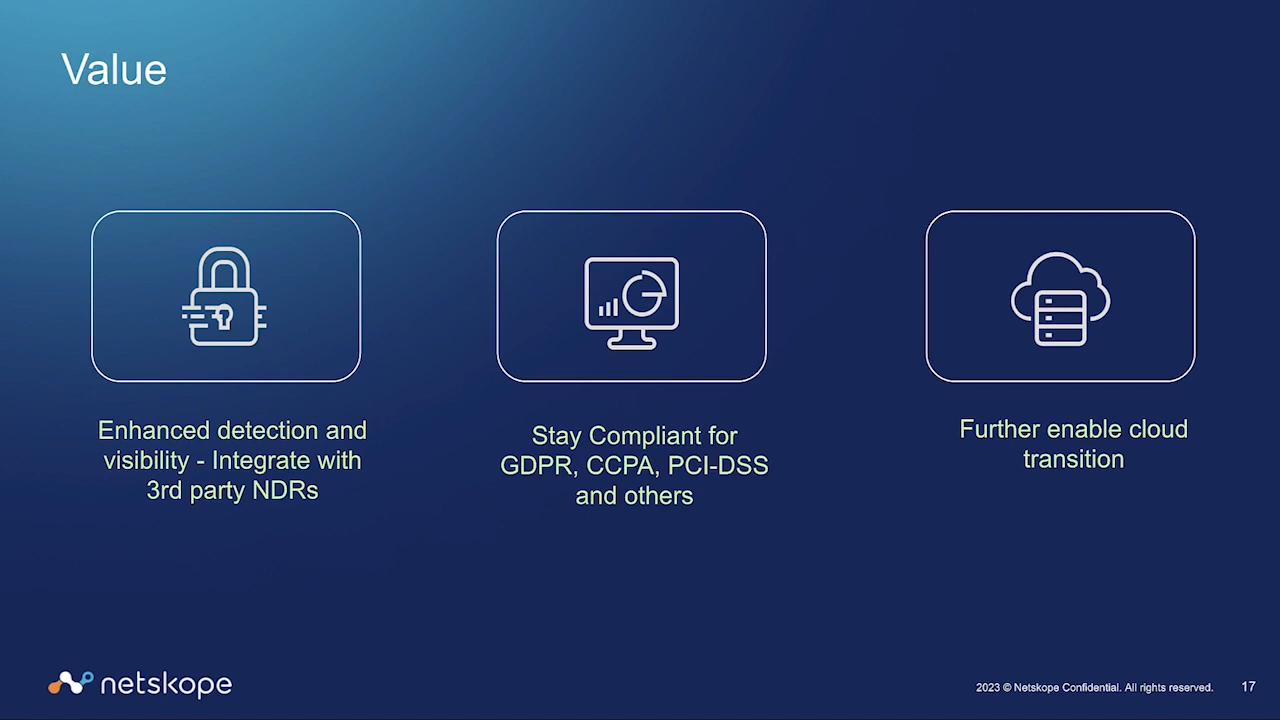 Value
Enhanced detection and
visibility - Integrate with
3rd party NDRs
Stay Compliant for
GDPR, CCPA, PCI-DSS
and others
Further enable cloud
transition
netskope
2023 © Netskope Confidential. All rights reserved.
17